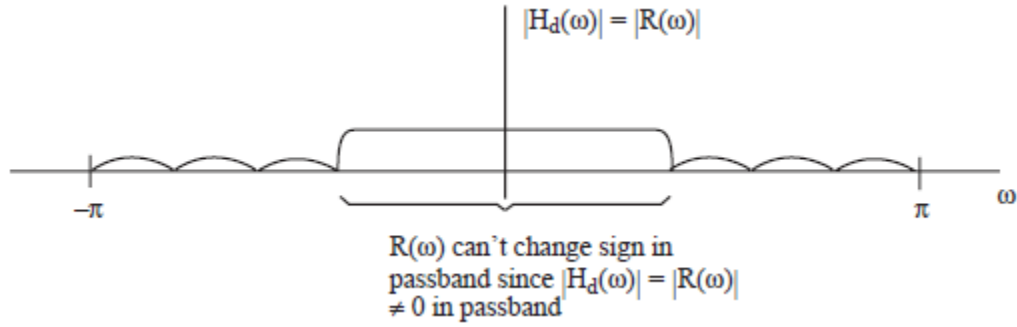 |H_d(ω)| = |R(ω)|
–π
π
ω
R(ω) can't change sign in
passband since |H_d(ω)| = |R(ω)|
≠ 0 in passband